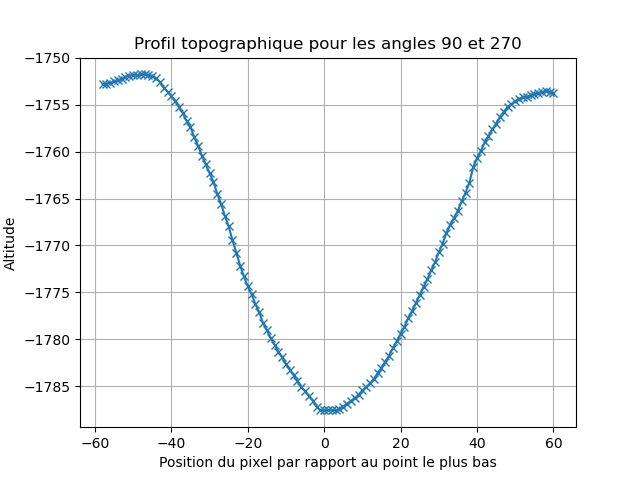 Profil topographique pour les angles 90 et 270
Altitude
−1750
−1755
−1760
−1765
−1770
−1775
−1780
−1785
−60 −40 −20 0 20 40 60
Position du pixel par rapport au point le plus bas